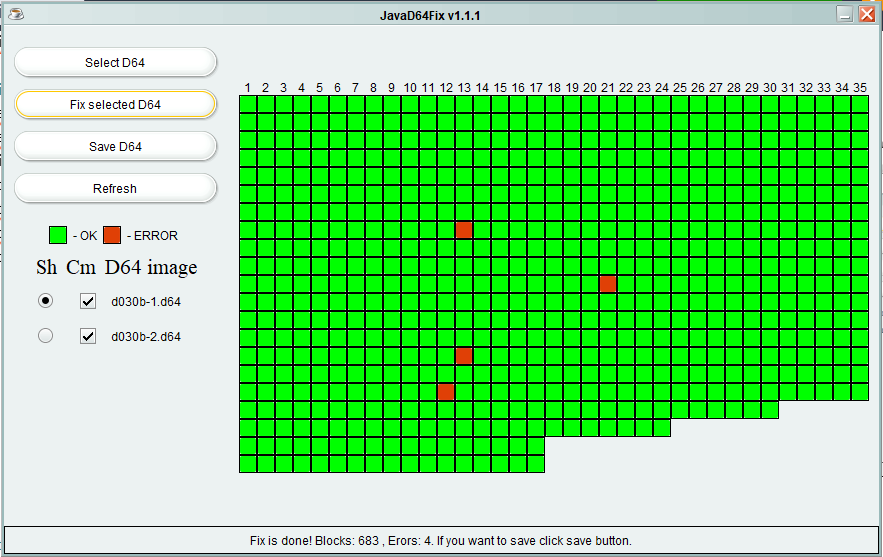 JavaD64Fix v1.1.1
Select D64
Fix selected D64
Save D64
Refresh
- OK - ERROR
Sh Cm D64 image
d030b-1.d64
d030b-2.d64
1 2 3 4 5 6 7 8 9 10 11 12 13 14 15 16 17 18 19 20 21 22 23 24 25 26 27 28 29 30 31 32 33 34 35
Fix is done! Blocks: 683 , Erors: 4. If you want to save click save button.